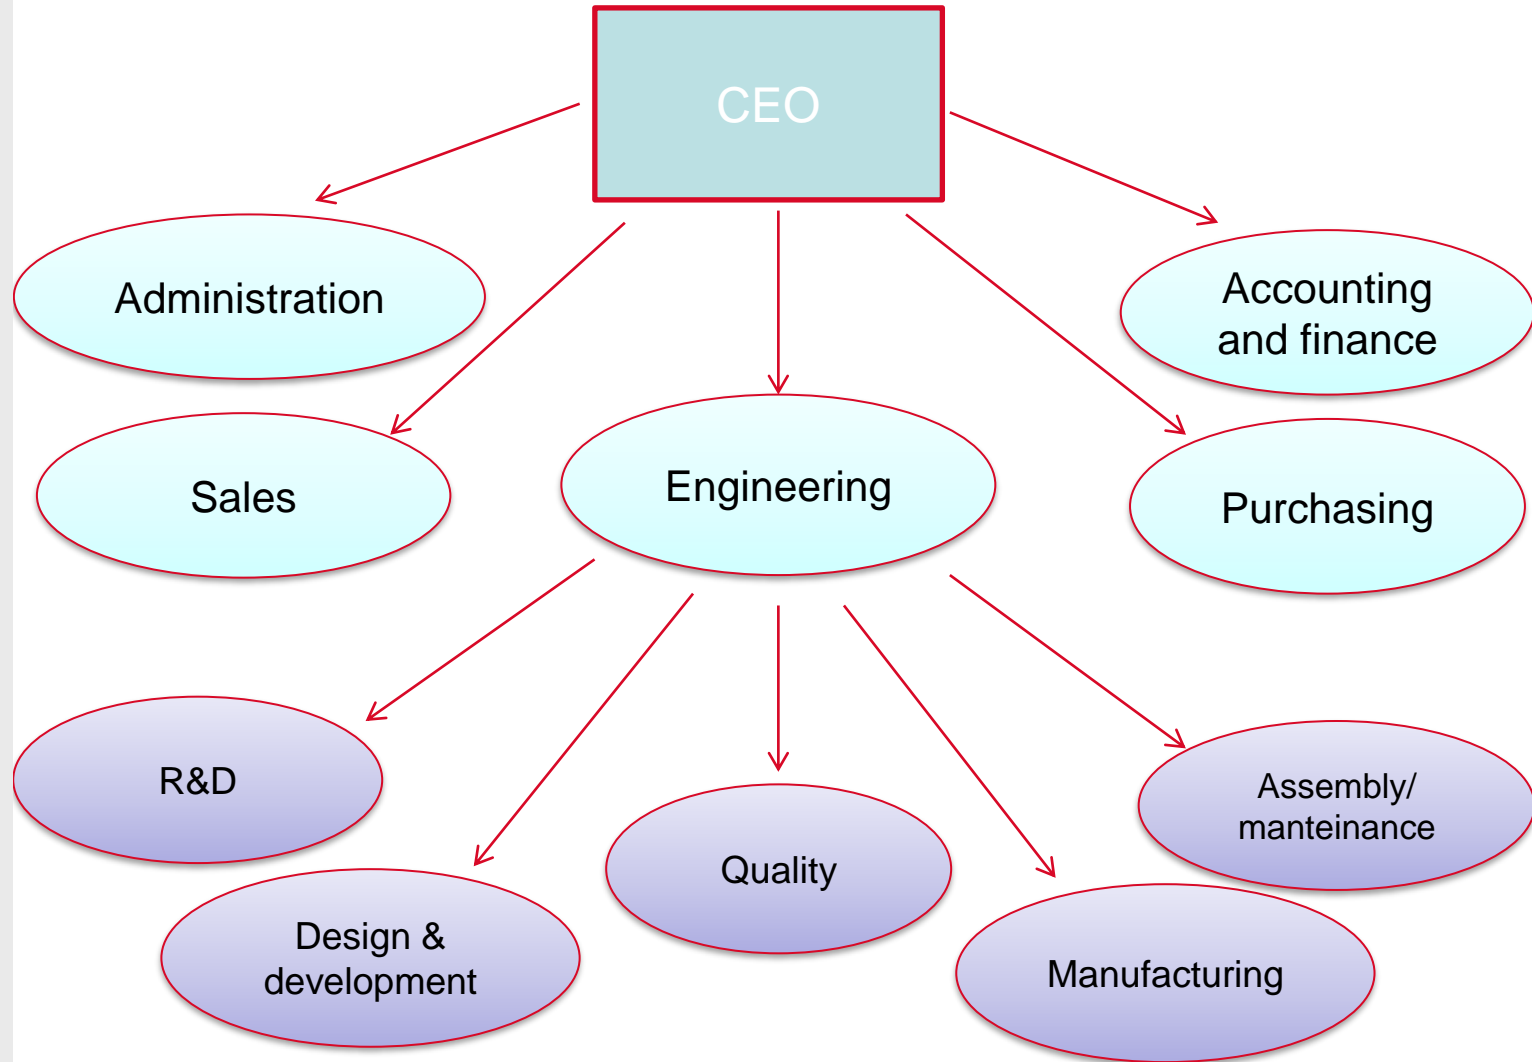 CEO
Administration
Accounting
and finance
Sales
Engineering
Purchasing
R&D
Assembly/
manteinance
Quality
Design &
development
Manufacturing